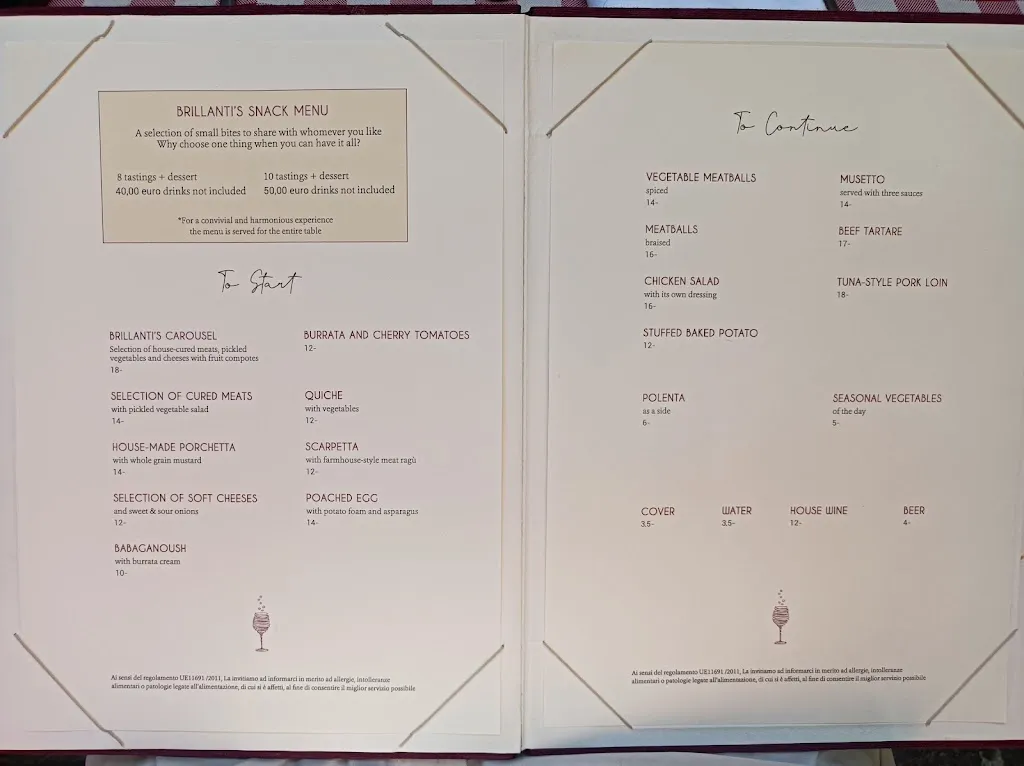 BRILLANTI'S SNACK MENU
A selection of small bites to share with whomever you like
Why choose one thing when you can have it all?
8 tastings + dessert
40,00 euro drinks not included
10 tastings + dessert
50,00 euro drinks not included
*For a convivial and harmonious experience
the menu is served for the entire table
To Start
BRILLANTI'S CAROUSEL
Selection of house-cured meats, pickled
vegetables and cheeses with fruit compotes
18-
SELECTION OF CURED MEATS
with pickled vegetable salad
14-
HOUSE-MADE PORCHETTA
with whole grain mustard
14-
SELECTION OF SOFT CHEESES
and sweet & sour onions
12-
BABAGANOUSH
with burrata cream
10-
BURRATA AND CHERRY TOMATOES
12-
QUICHE
with vegetables
12-
SCARPETTA
with farmhouse-style meat ragù
12-
POACHED EGG
with potato foam and asparagus
14-
Ai sensi del regolamento UE11691 /2011, La invitiamo ad informarci in merito ad allergie, intolleranze
alimentari o patologie legate all'alimentazione, di cui si è affetti, al fine di consentire il miglior servizio possibile
To Continue
VEGETABLE MEATBALLS
spiced
14-
MEATBALLS
braised
16-
CHICKEN SALAD
with its own dressing
16-
STUFFED BAKED POTATO
12-
MUSETTO
served with three sauces
14-
BEEF TARTARE
17-
TUNA-STYLE PORK LOIN
18-
POLENTA
as a side
6-
SEASONAL VEGETABLES
of the day
5-
COVER
3.5-
WATER
3,5-
HOUSE WINE
12-
BEER
4-
Ai sensi del regolamento UE11691 /2011, La invitiamo ad informarci in merito ad allergie, intolleranze
alimentari o patologie legate all'alimentazione, di cui si è affetti, al fine di consentire il miglior servizio possibile